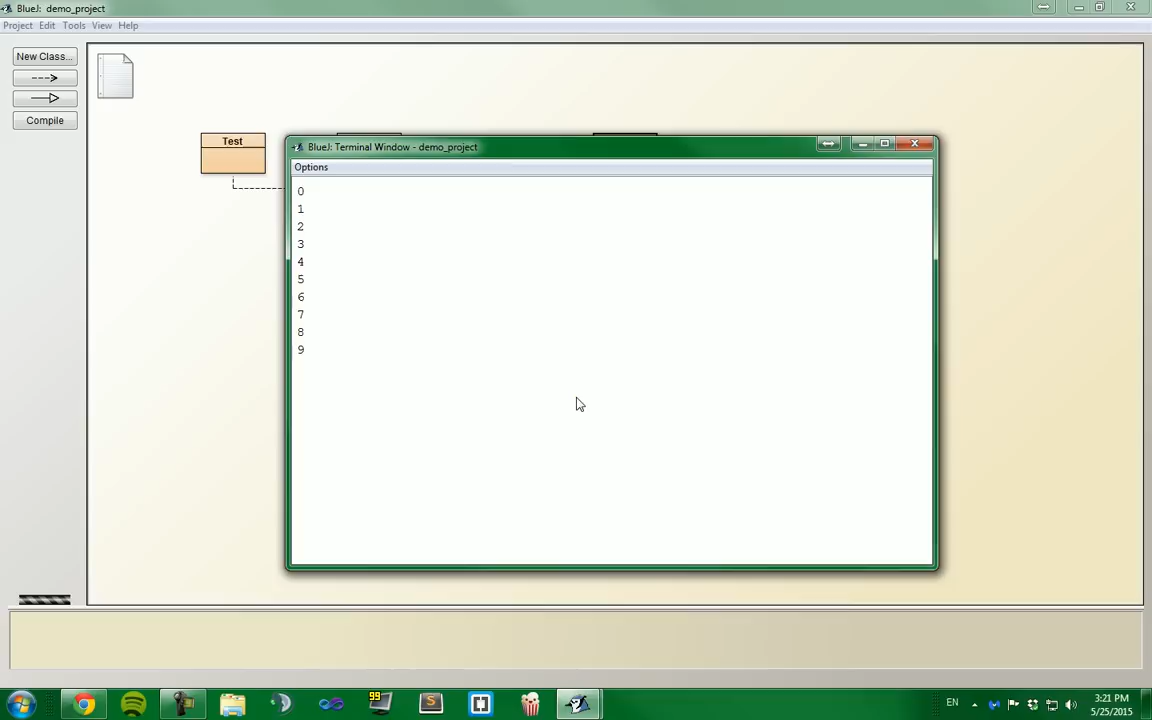 BlueJ: demo_project
Project Edit Tools View Help
New Class...
Compile
Test
BlueJ: Terminal Window - demo_project
Options
0
1
2
3
4
5
6
7
8
9
99
S
EN
3:21 PM
5/25/2015